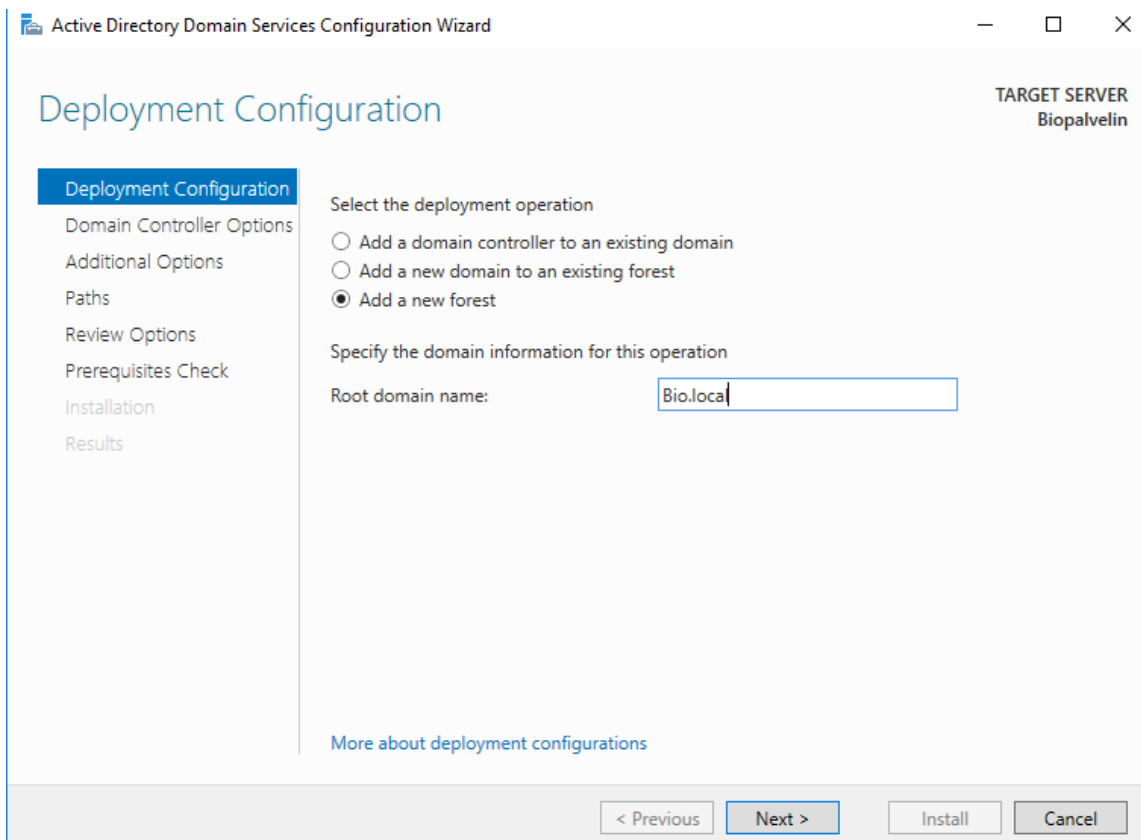 Active Directory Domain Services Configuration Wizard
Deployment Configuration
TARGET SERVER
Biopalvelin
Deployment Configuration
Domain Controller Options
Additional Options
Paths
Review Options
Prerequisites Check
Installation
Results
Select the deployment operation
Add a domain controller to an existing domain
Add a new domain to an existing forest
Add a new forest
Specify the domain information for this operation
Root domain name:
Bio.local
More about deployment configurations
< Previous
Next >
Install
Cancel